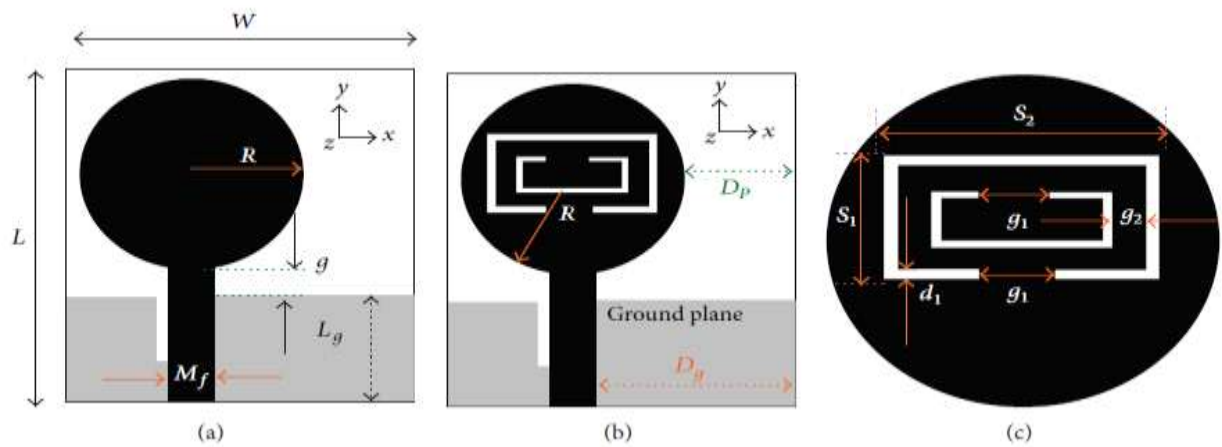 W
L
y
z
x
R
g
L_g
M_f
(a)
y
z
x
D_P
R
Ground plane
D_g
(b)
S_2
S_1
g_1
g_2
d_1
g_1
(c)